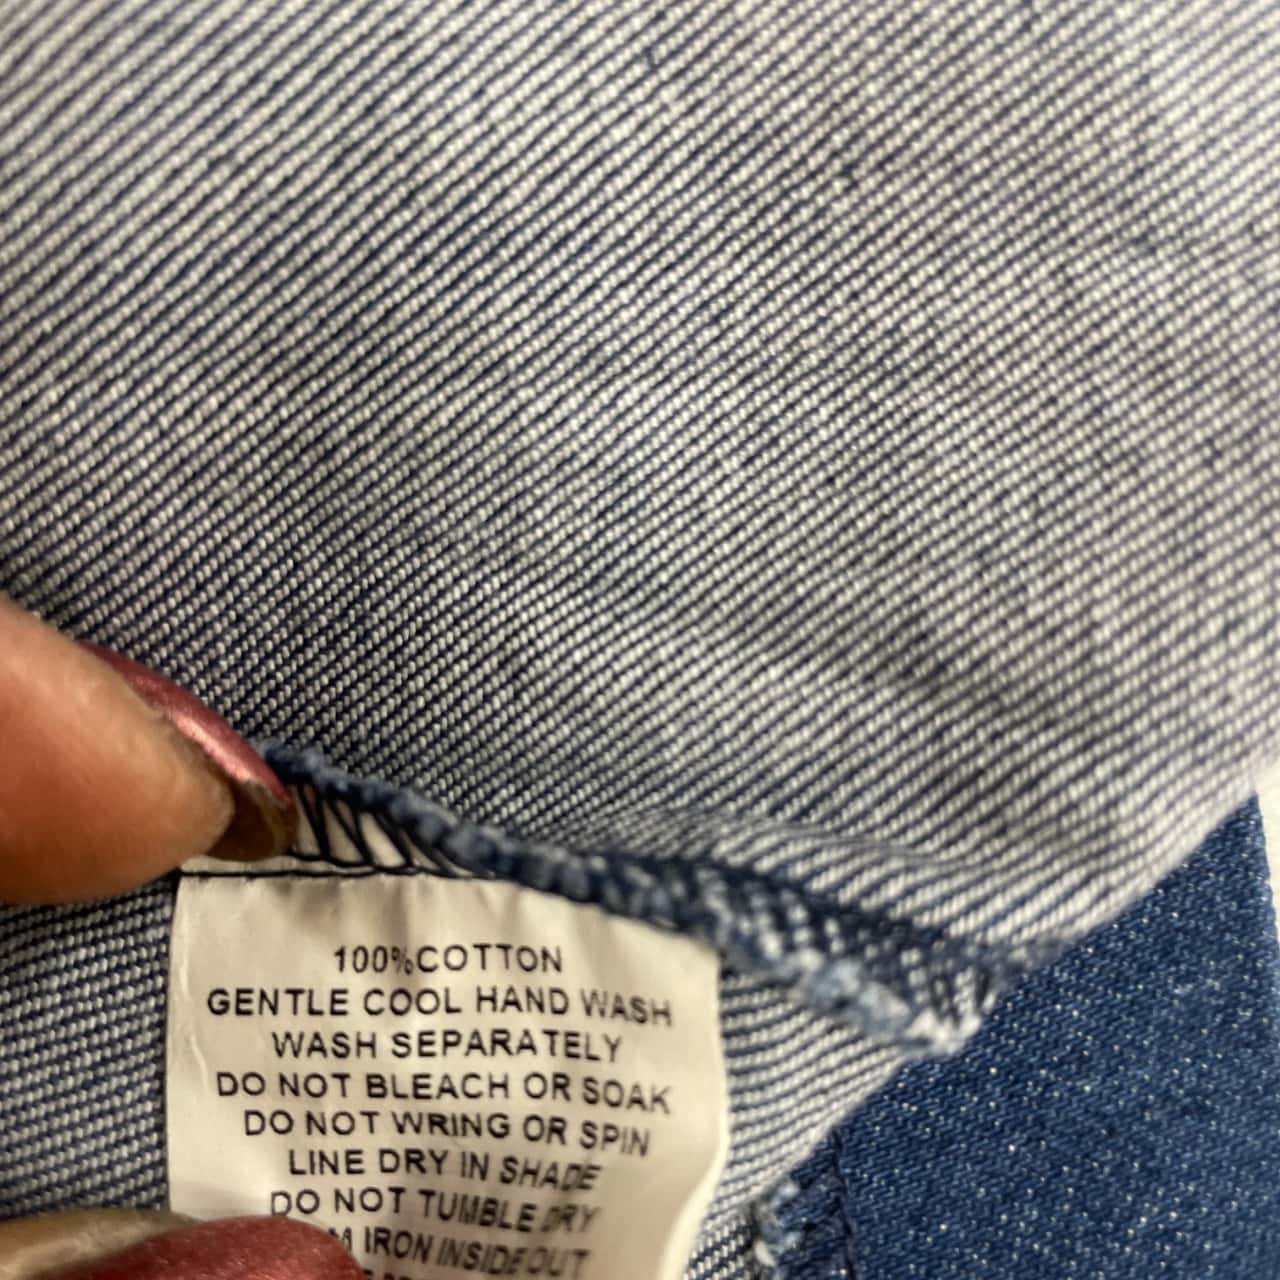 100%COTTON
GENTLE COOL HAND WASH
WASH SEPARATELY
DO NOT BLEACH OR SOAK
DO NOT WRING OR SPIN
LINE DRY IN SHADE
DO NOT TUMBLE DRY
IRON INSIDE OUT